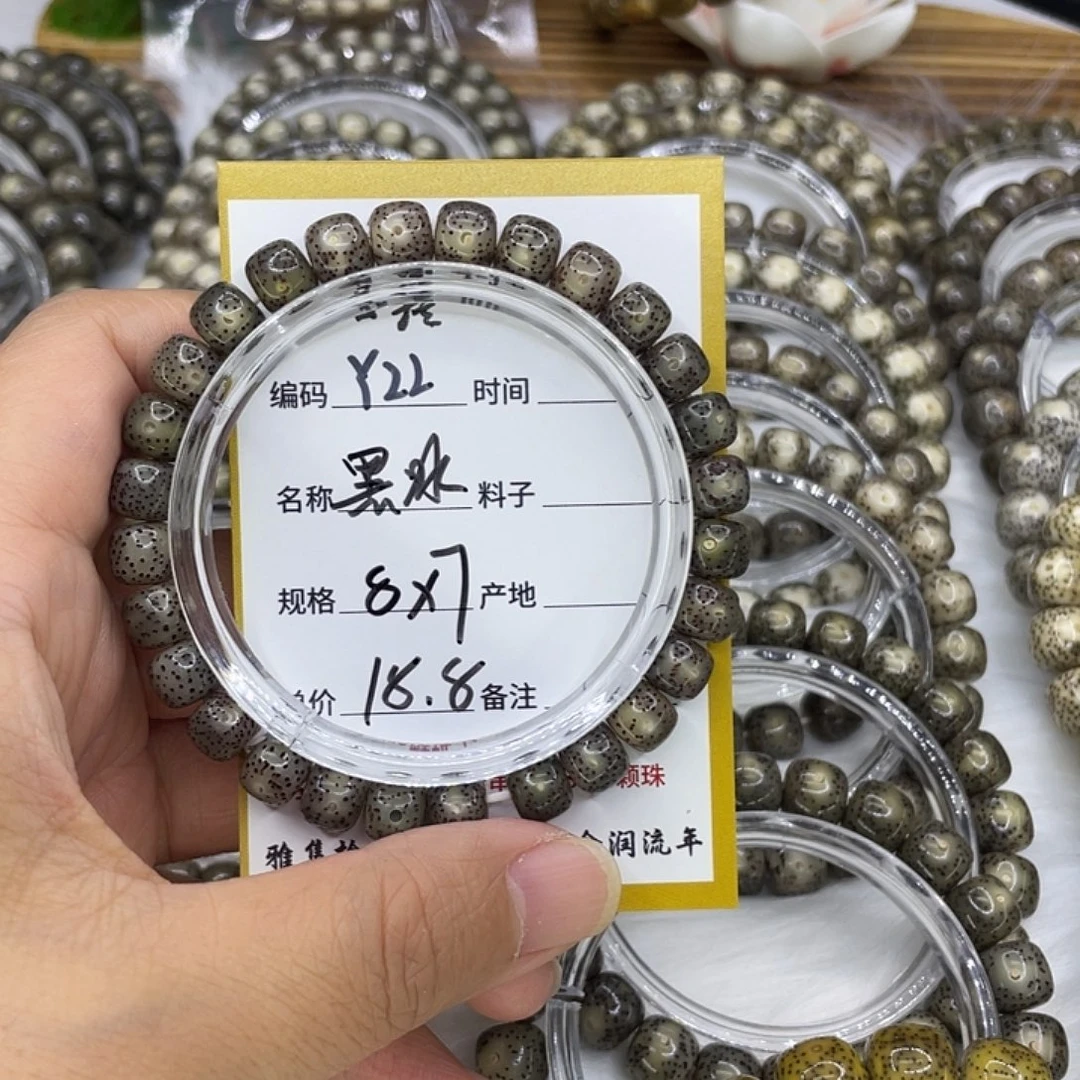 编码 Y22 时间
名称 黑冰 料子
规格 8x7 产地
价 18.8 备注
颗珠
雅集 润流年